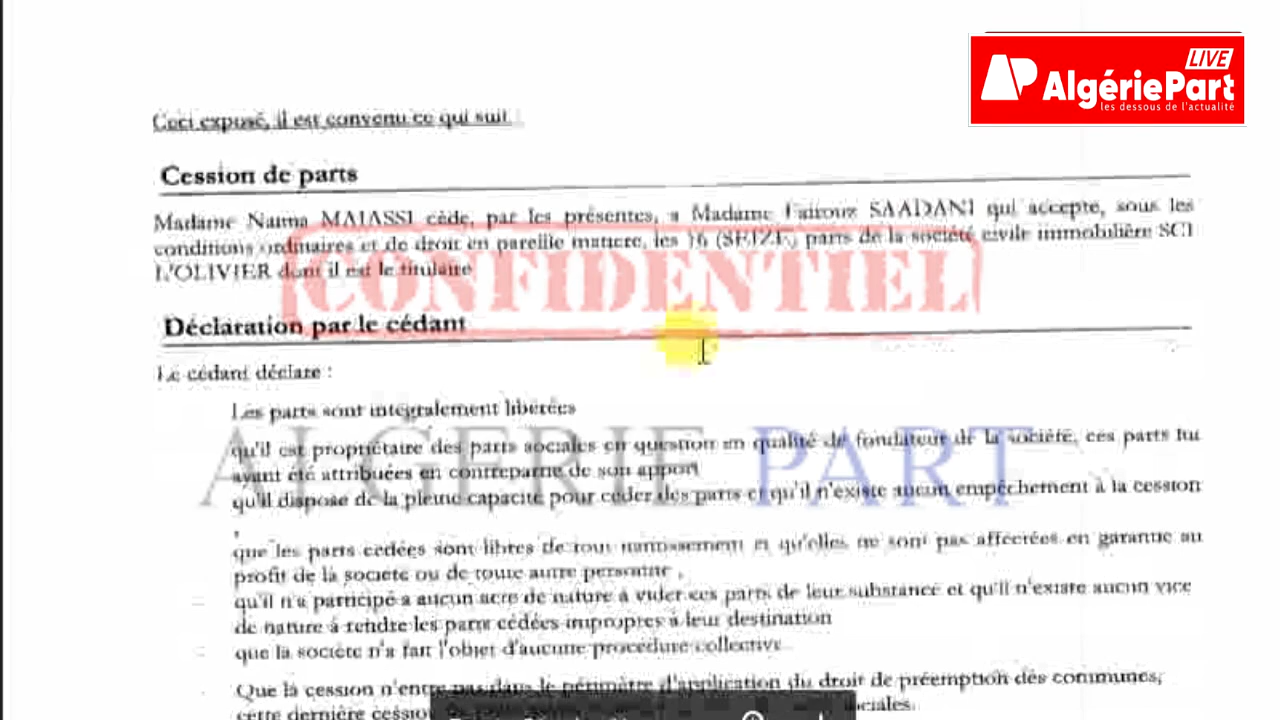 LIVE
AlgériePart
les dessous de l'actualité
Ceci exposé, il est convenu ce qui suit
Cession de parts
Madame Naima MAIASSI cède, par les présentes, a Madame Fairouz SAADANI qui accepte, sous les
conditions ordinaires et de droit en pareille matiere, les 16 (SEIZE) parts de la société civile immobilière SCI
L'OLIVIER dont il est le titulaire
CONFIDENTIEL
Déclaration par le cédant
Le cédant déclare :
Les parts sont intégralement libérées
ALGERIE PART
qu'il est propriétaire des parts sociales en question en qualité de fondateur de la société, ces parts lui
ayant été attribuées en contrepartie de son apport
qu'il dispose de la pleine capacité pour céder des parts et qu'il n'existe aucun empêchement à la cession
,
que les parts cédées sont libres de tout nantissement et qu'elles ne sont pas affectées en garantie au
profit de la societé ou de toute autre personne ,
qu'il n'a participé a aucun acte de nature à vider ces parts de leur substance et qu'il n'existe aucun vice
de nature à rendre les parts cédées impropres à leur destination
que la société n'a fait l'objet d'aucune procédure collective
Que la cession n'entre pas dans le périmètre d'application du droit de préemption des communes,
cette dernière cession